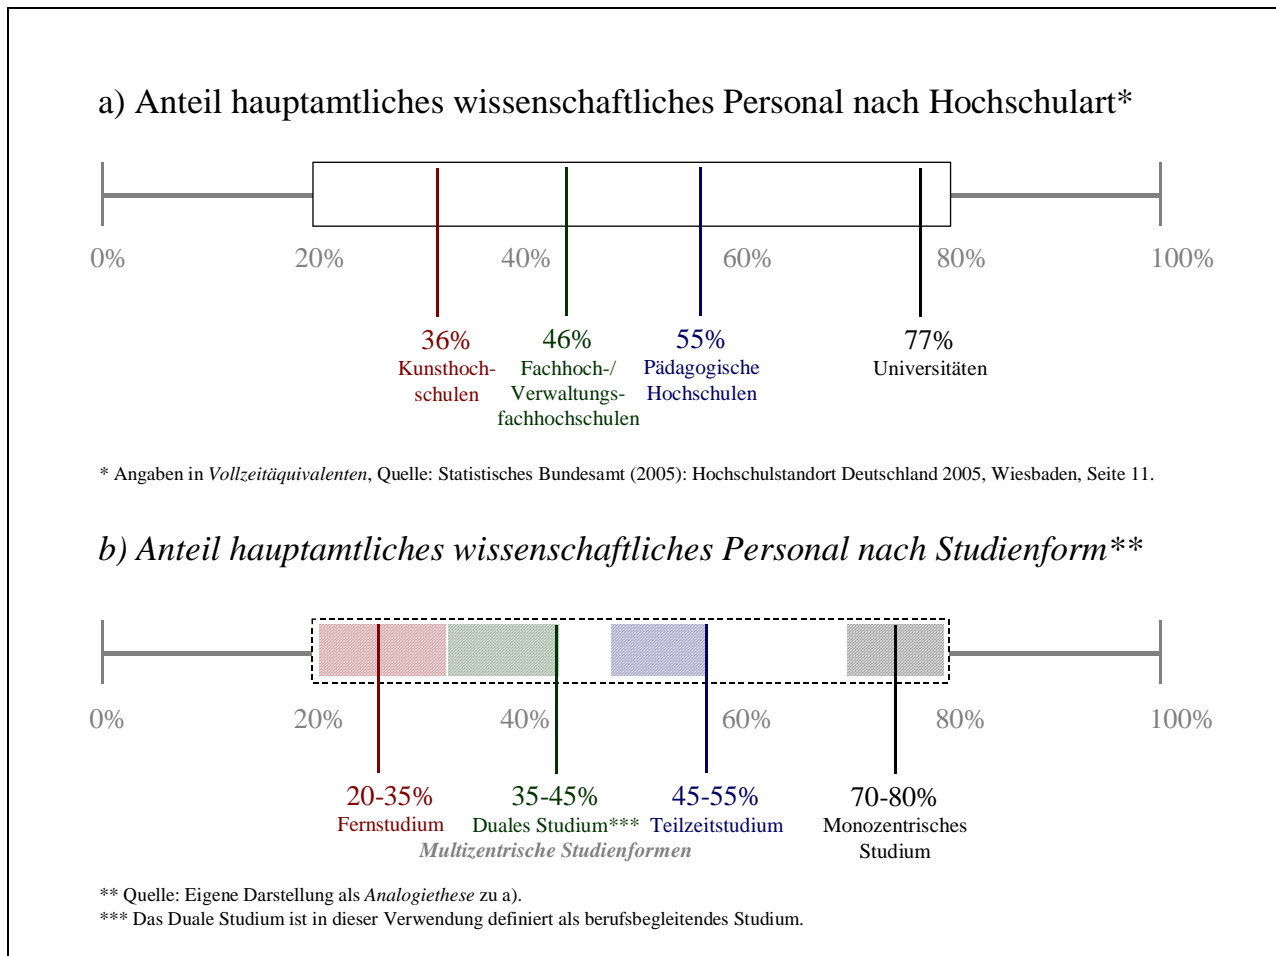 a) Anteil hauptamtliches wissenschaftliches Personal nach Hochschulart*
0% 20% 40% 60% 80% 100%
36% 46% 55% 77%
Kunsthoch- Fachhoch-/ Pädagogische Universitäten
schulen Verwaltungs- Hochschulen
fachhochschulen
* Angaben in Vollzeitäquivalenten, Quelle: Statistisches Bundesamt (2005): Hochschulstandort Deutschland 2005, Wiesbaden, Seite 11.
b) Anteil hauptamtliches wissenschaftliches Personal nach Studienform**
0% 20% 40% 60% 80% 100%
20-35% 35-45% 45-55% 70-80%
Fernstudium Duales Studium*** Teilzeitstudium Monozentrisches
Multizentrische Studienformen Studium
** Quelle: Eigene Darstellung als Analogiethese zu a).
*** Das Duale Studium ist in dieser Verwendung definiert als berufsbegleitendes Studium.